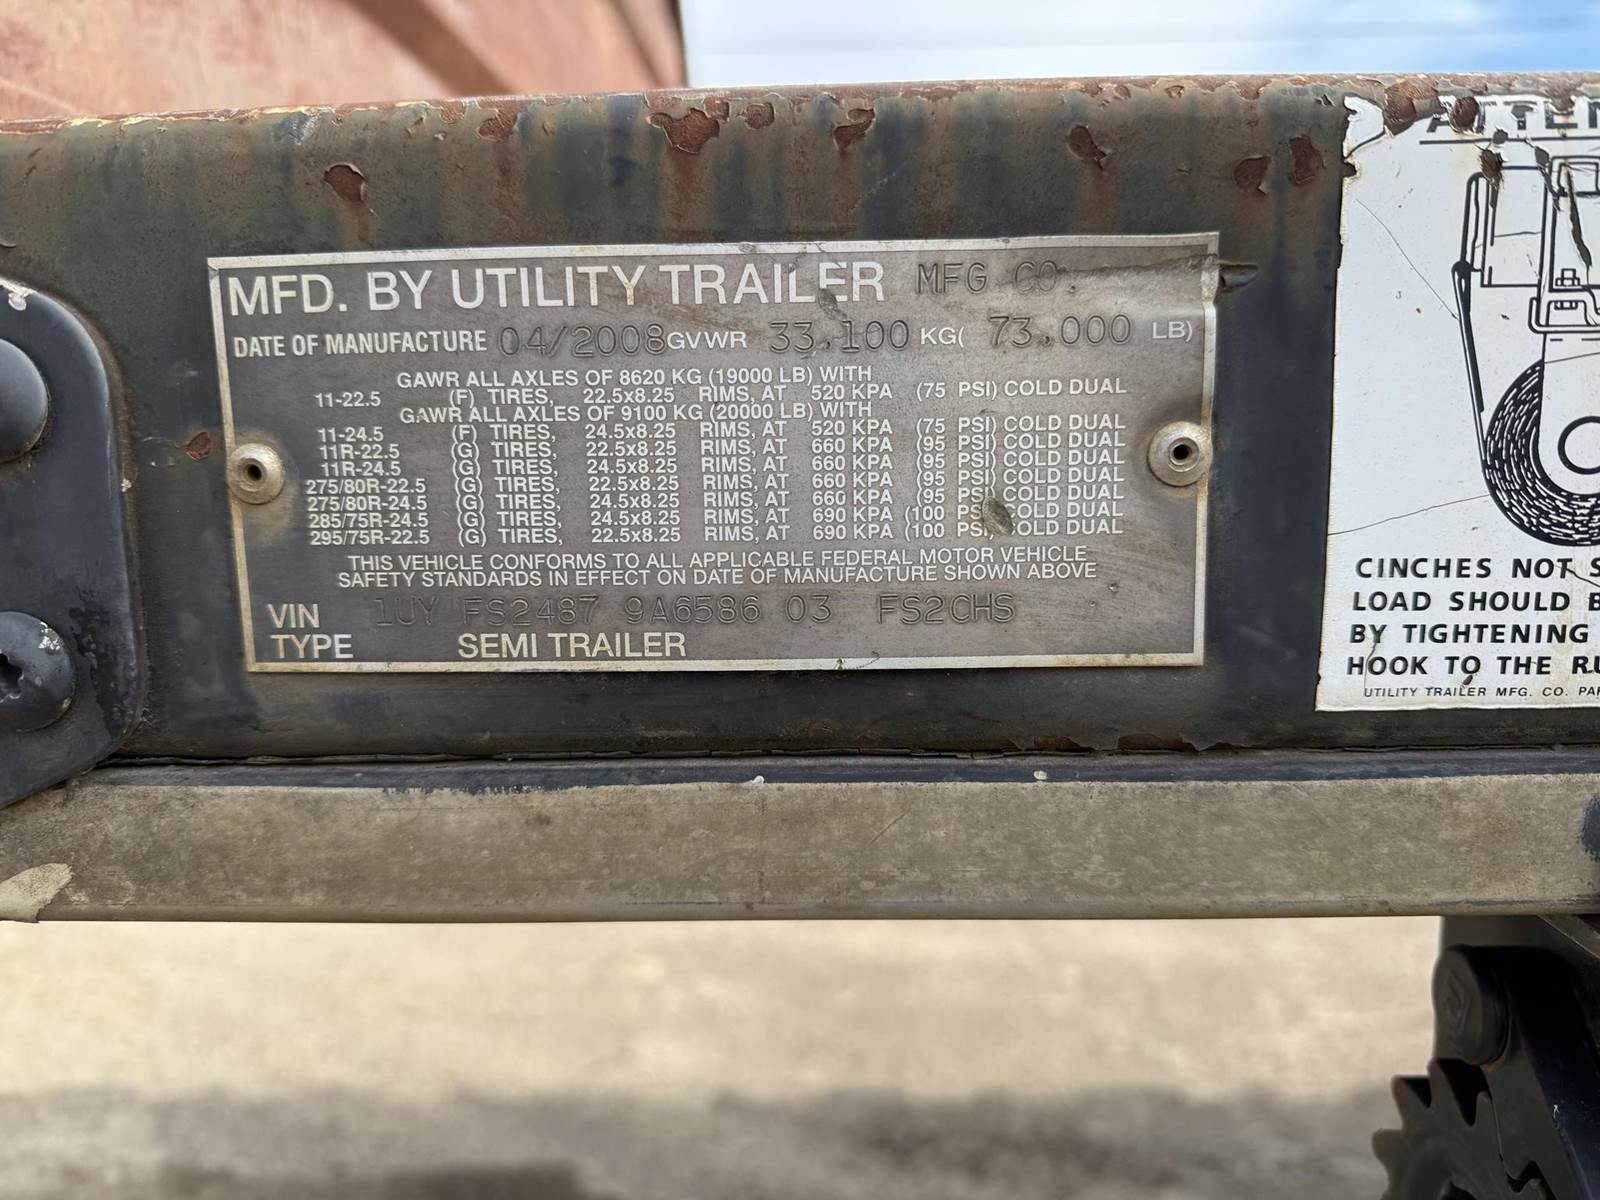 MFD. BY UTILITY TRAILER MFG CO.
DATE OF MANUFACTURE 04/2008 GVWR 33,100 KG( 73,000 LB)
GAWR ALL AXLES OF 8620 KG (19000 LB) WITH
11-22.5 (F) TIRES, 22.5x8.25 RIMS, AT 520 KPA (75 PSI) COLD DUAL
GAWR ALL AXLES OF 9100 KG (20000 LB) WITH
11-24.5 (F) TIRES, 24.5x8.25 RIMS, AT 520 KPA (75 PSI) COLD DUAL
11R-22.5 (G) TIRES, 22.5x8.25 RIMS, AT 660 KPA (95 PSI) COLD DUAL
11R-24.5 (G) TIRES, 24.5x8.25 RIMS, AT 660 KPA (95 PSI) COLD DUAL
275/80R-22.5 (G) TIRES, 22.5x8.25 RIMS, AT 660 KPA (95 PSI) COLD DUAL
275/80R-24.5 (G) TIRES, 24.5x8.25 RIMS, AT 660 KPA (95 PSI) COLD DUAL
285/75R-24.5 (G) TIRES, 24.5x8.25 RIMS, AT 690 KPA (100 PSI) COLD DUAL
295/75R-22.5 (G) TIRES, 22.5x8.25 RIMS, AT 690 KPA (100 PSI) COLD DUAL
THIS VEHICLE CONFORMS TO ALL APPLICABLE FEDERAL MOTOR VEHICLE
SAFETY STANDARDS IN EFFECT ON DATE OF MANUFACTURE SHOWN ABOVE
VIN 1UY FS2487 9A6586 03 FS2CHS
TYPE SEMI TRAILER
ATTEN
CINCHES NOT S
LOAD SHOULD B
BY TIGHTENING
HOOK TO THE RU
UTILITY TRAILER MFG. CO. PAR